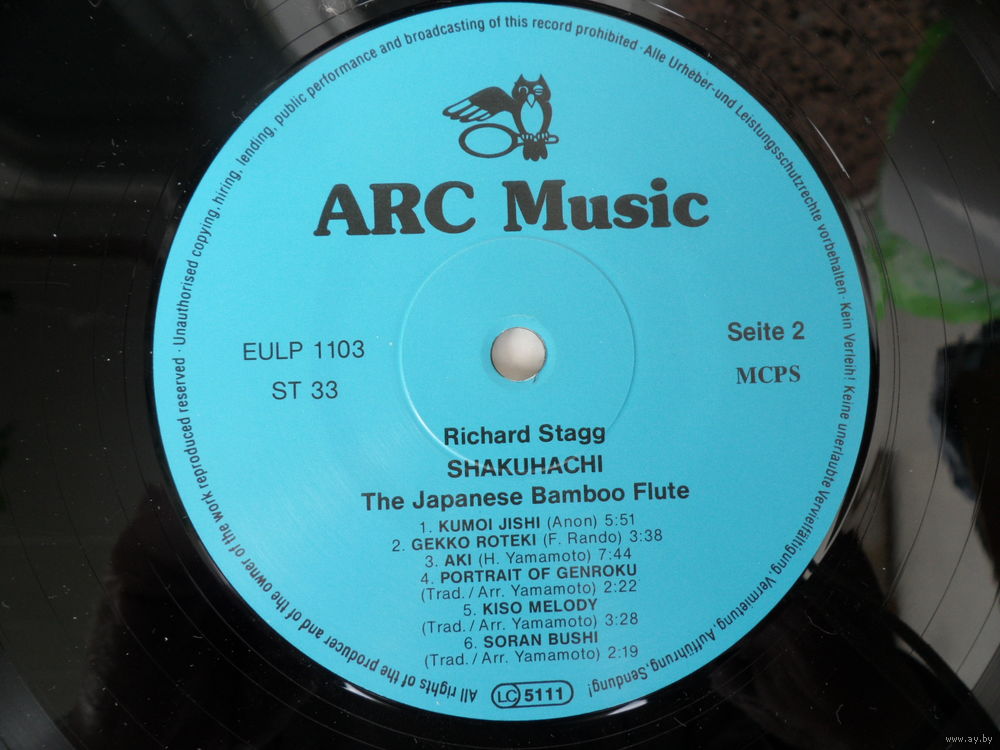 All rights of the producer and of the owner of the work reproduced reserved · Unauthorised copying, hiring, lending, public performance and broadcasting of this record prohibited · Alle Urheber- und Leistungsschutzrechte vorbehalten · Kein Verleih! Keine unerlaubte Vervielfältigung, Vermietung, Aufführung, Sendung!
ARC Music
EULP 1103
ST 33
Seite 2
MCPS
Richard Stagg
SHAKUHACHI
The Japanese Bamboo Flute
1. KUMOI JISHI (Anon) 5:51
2. GEKKO ROTEKI (F. Rando) 3:38
3. AKI (H. Yamamoto) 7:44
4. PORTRAIT OF GENROKU
(Trad. / Arr. Yamamoto) 2:22
5. KISO MELODY
(Trad. / Arr. Yamamoto) 3:28
6. SORAN BUSHI
(Trad. / Arr. Yamamoto) 2:19
LC 5111
www.ay.by